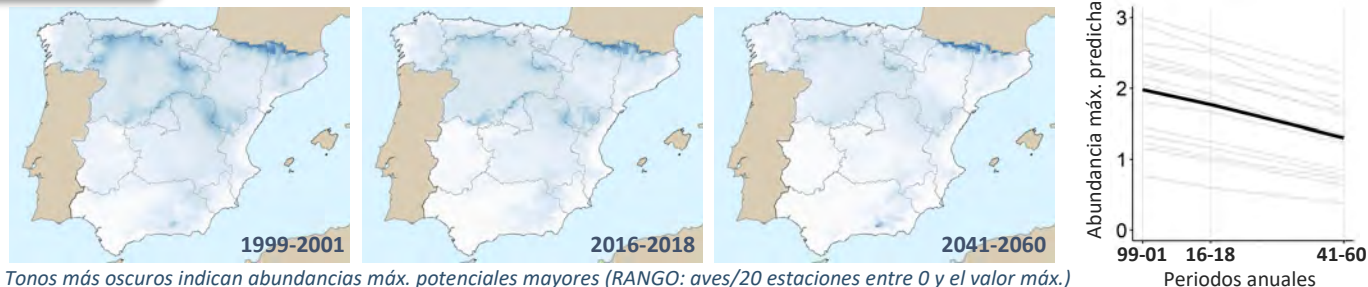 1999-2001
2016-2018
2041-2060
Tonos más oscuros indican abundancias máx. potenciales mayores (RANGO: aves/20 estaciones entre 0 y el valor máx.)
Abundancia máx. predicha
3
2
1
0
99-01 16-18 41-60
Periodos anuales